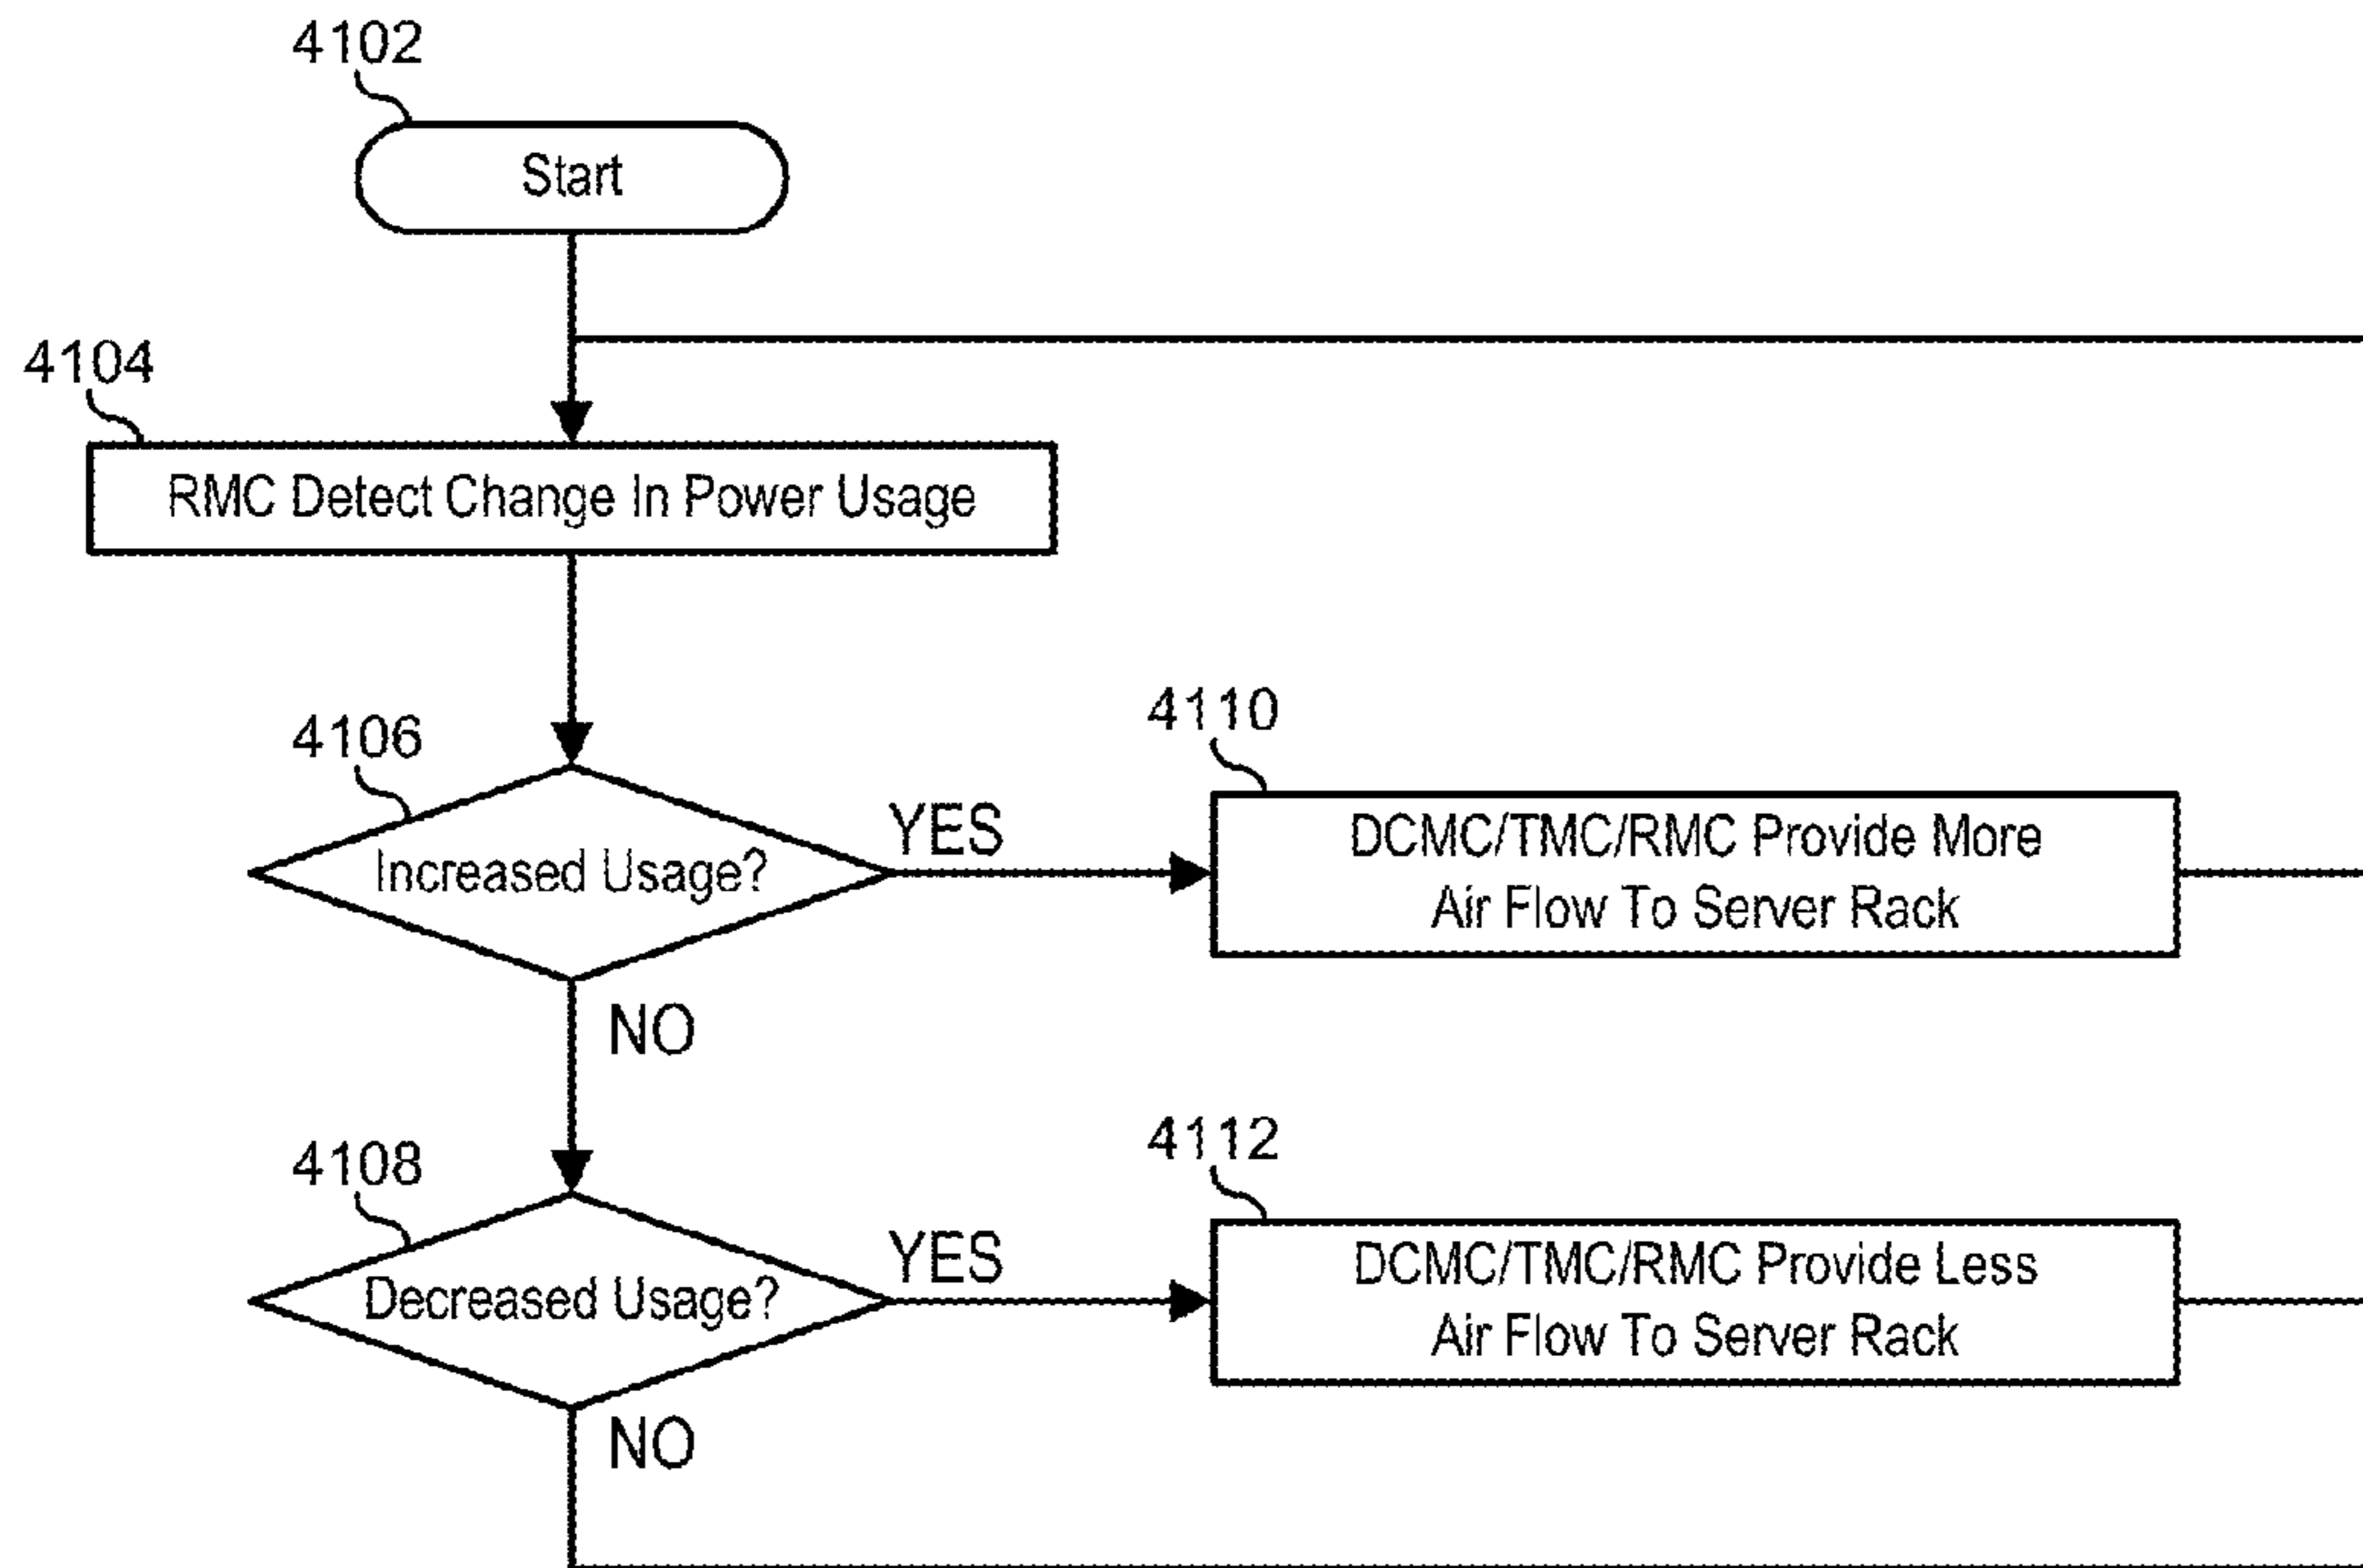 4102
Start
4104
RMC Detect Change In Power Usage
4106
Increased Usage?
YES
4110
DCMC/TMC/RMC Provide More
Air Flow To Server Rack
NO
4108
Decreased Usage?
YES
4112
DCMC/TMC/RMC Provide Less
Air Flow To Server Rack
NO